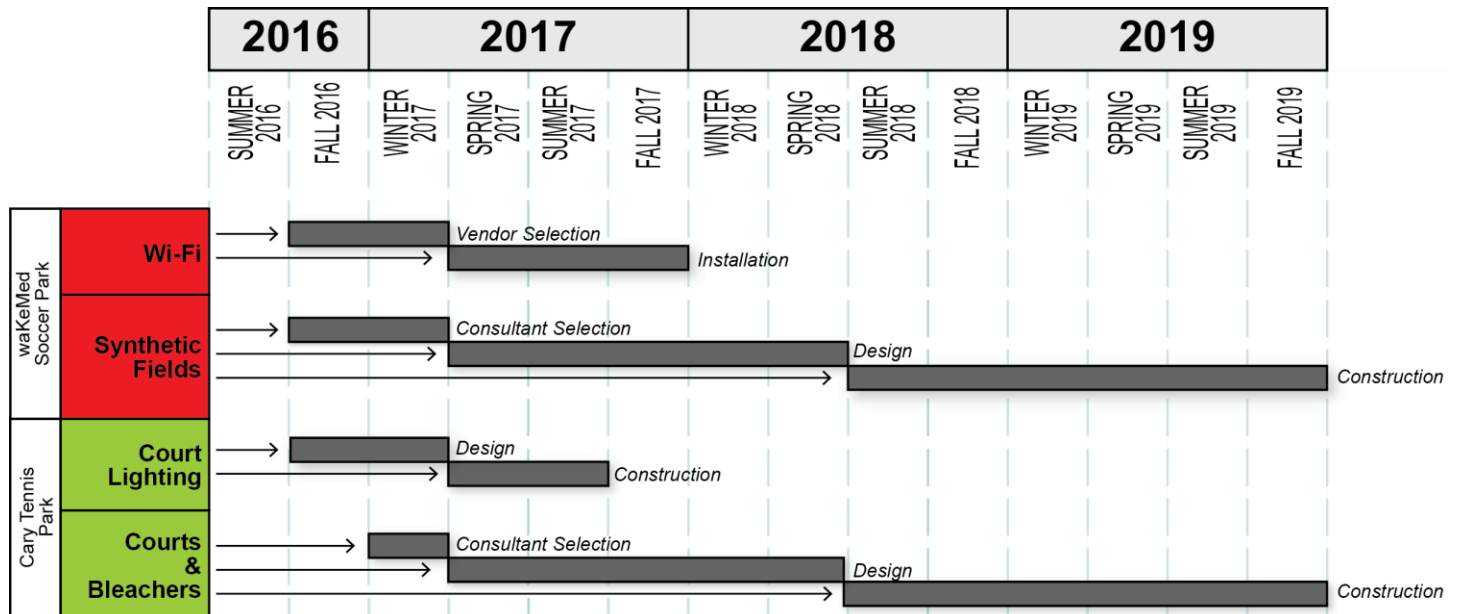 2016
2017
2018
2019
SUMMER
2016
FALL 2016
WINTER
2017
SPRING
2017
SUMMER
2017
FALL 2017
WINTER
2018
SPRING
2018
SUMMER
2018
FALL 2018
WINTER
2019
SPRING
2019
SUMMER
2019
FALL 2019
waKeMed
Soccer Park
Wi-Fi
Vendor Selection
Installation
Synthetic
Fields
Consultant Selection
Design
Construction
Cary Tennis
Park
Court
Lighting
Design
Construction
Courts
&
Bleachers
Consultant Selection
Design
Construction